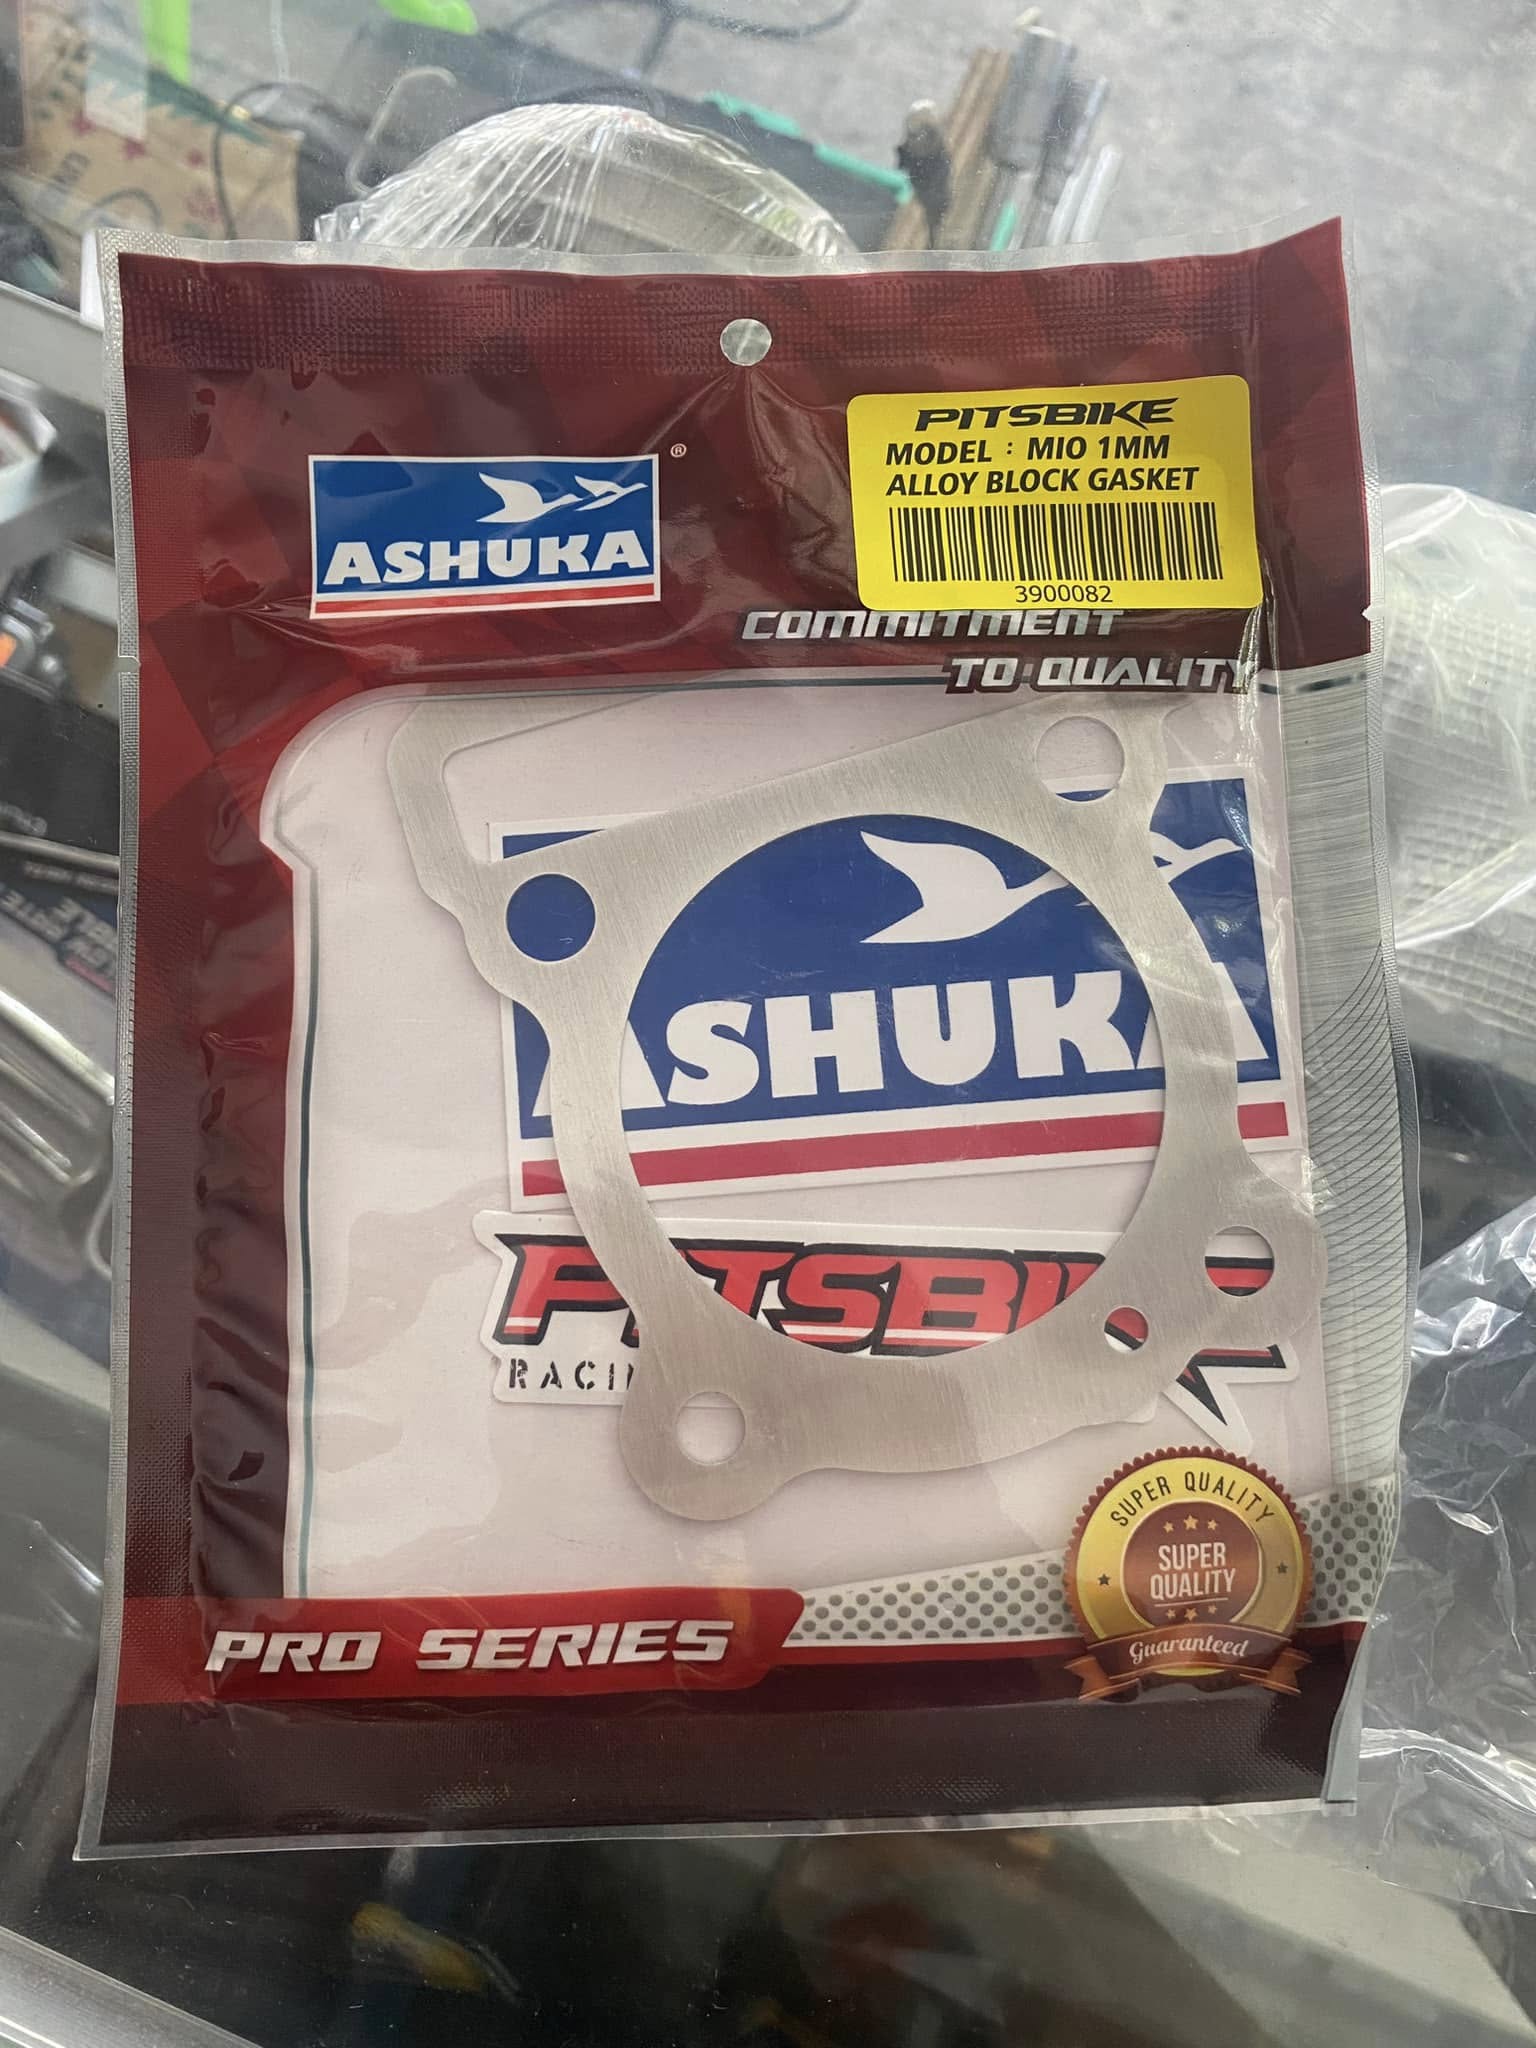 PITSBIKE
MODEL : MIO 1MM
ALLOY BLOCK GASKET
3900082
®
ASHUKA
COMMITMENT
TO QUALITY
ASHUKA
PITSBIKE
SUPER QUALITY
SUPER
QUALITY
Guaranteed
PRO SERIES